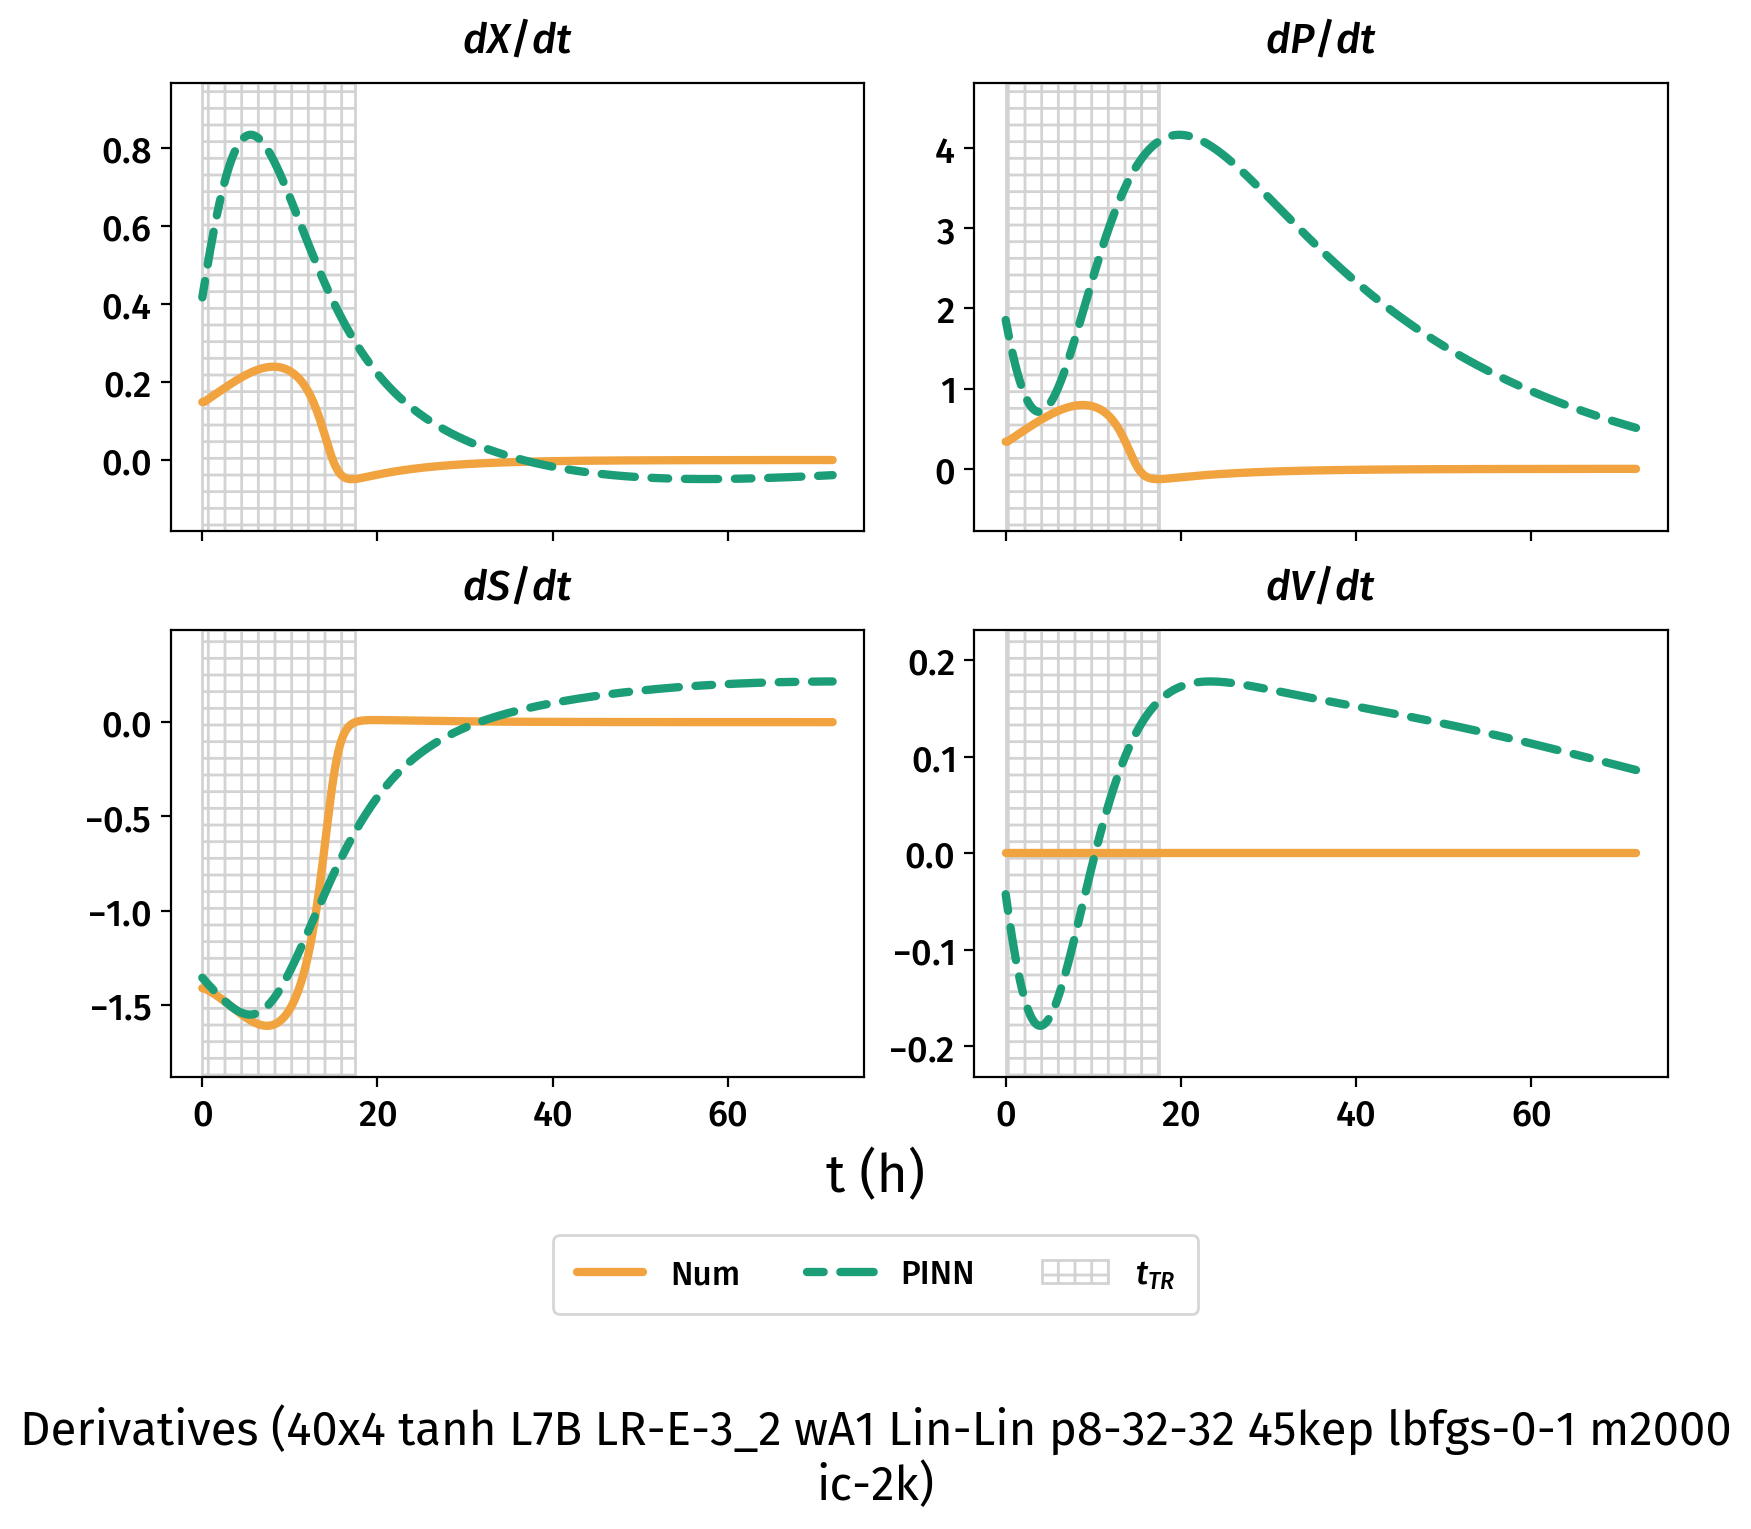 dX/dt
dP/dt
0.8
0.6
0.4
0.2
0.0
4
3
2
1
0
dS/dt
dV/dt
0.0
−0.5
−1.0
−1.5
0.2
0.1
0.0
−0.1
−0.2
0 20 40 60
0 20 40 60
t (h)
Num PINN tTR
Derivatives (40x4 tanh L7B LR-E-3_2 wA1 Lin-Lin p8-32-32 45kep lbfgs-0-1 m2000
ic-2k)